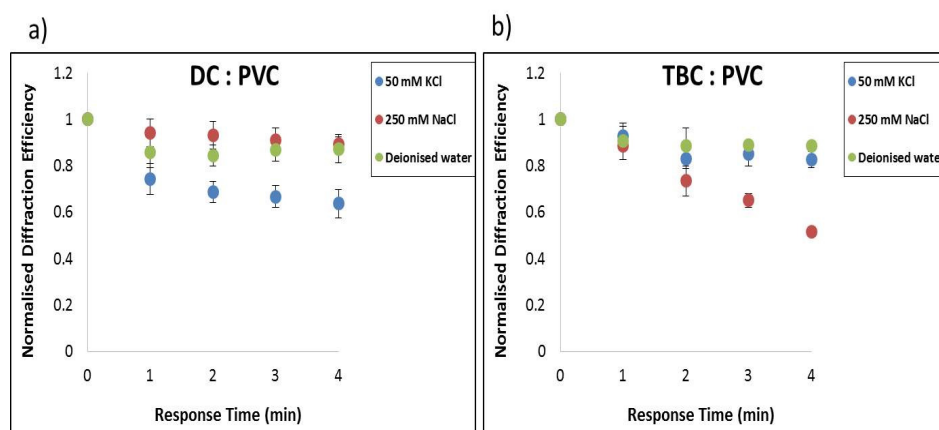 a)
DC : PVC
1.2
1
0.8
0.6
0.4
0.2
0
0 1 2 3 4
Normalised Diffraction Efficiency
Response Time (min)
50 mM KCl
250 mM NaCl
Deionised water
b)
TBC : PVC
1.2
1
0.8
0.6
0.4
0.2
0
0 1 2 3 4
Normalised Diffraction Efficiency
Response Time (min)
50 mM KCl
250 mM NaCl
Deionised water